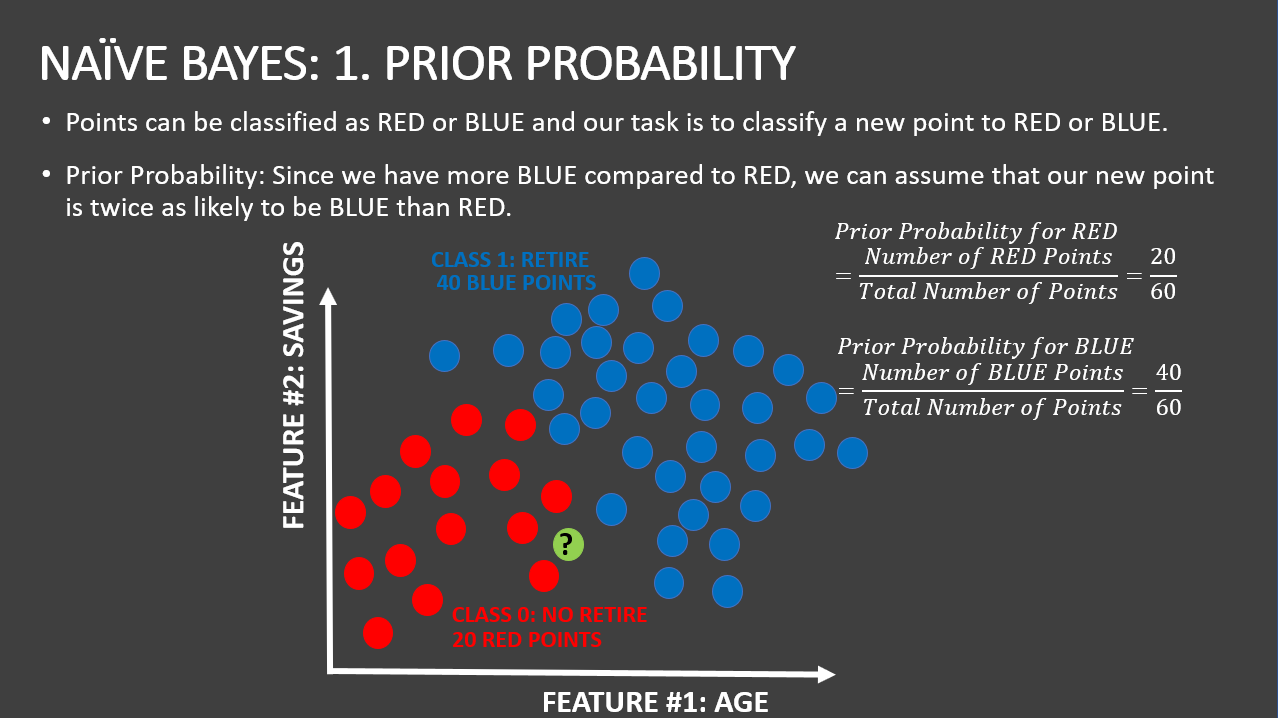 NAÏVE BAYES: 1. PRIOR PROBABILITY
• Points can be classified as RED or BLUE and our task is to classify a new point to RED or BLUE.
• Prior Probability: Since we have more BLUE compared to RED, we can assume that our new point
is twice as likely to be BLUE than RED.
Prior Probability for RED
= Number of RED Points / Total Number of Points = 20 / 60
Prior Probability for BLUE
= Number of BLUE Points / Total Number of Points = 40 / 60
CLASS 1: RETIRE
40 BLUE POINTS
FEATURE #2: SAVINGS
?
CLASS 0: NO RETIRE
20 RED POINTS
FEATURE #1: AGE